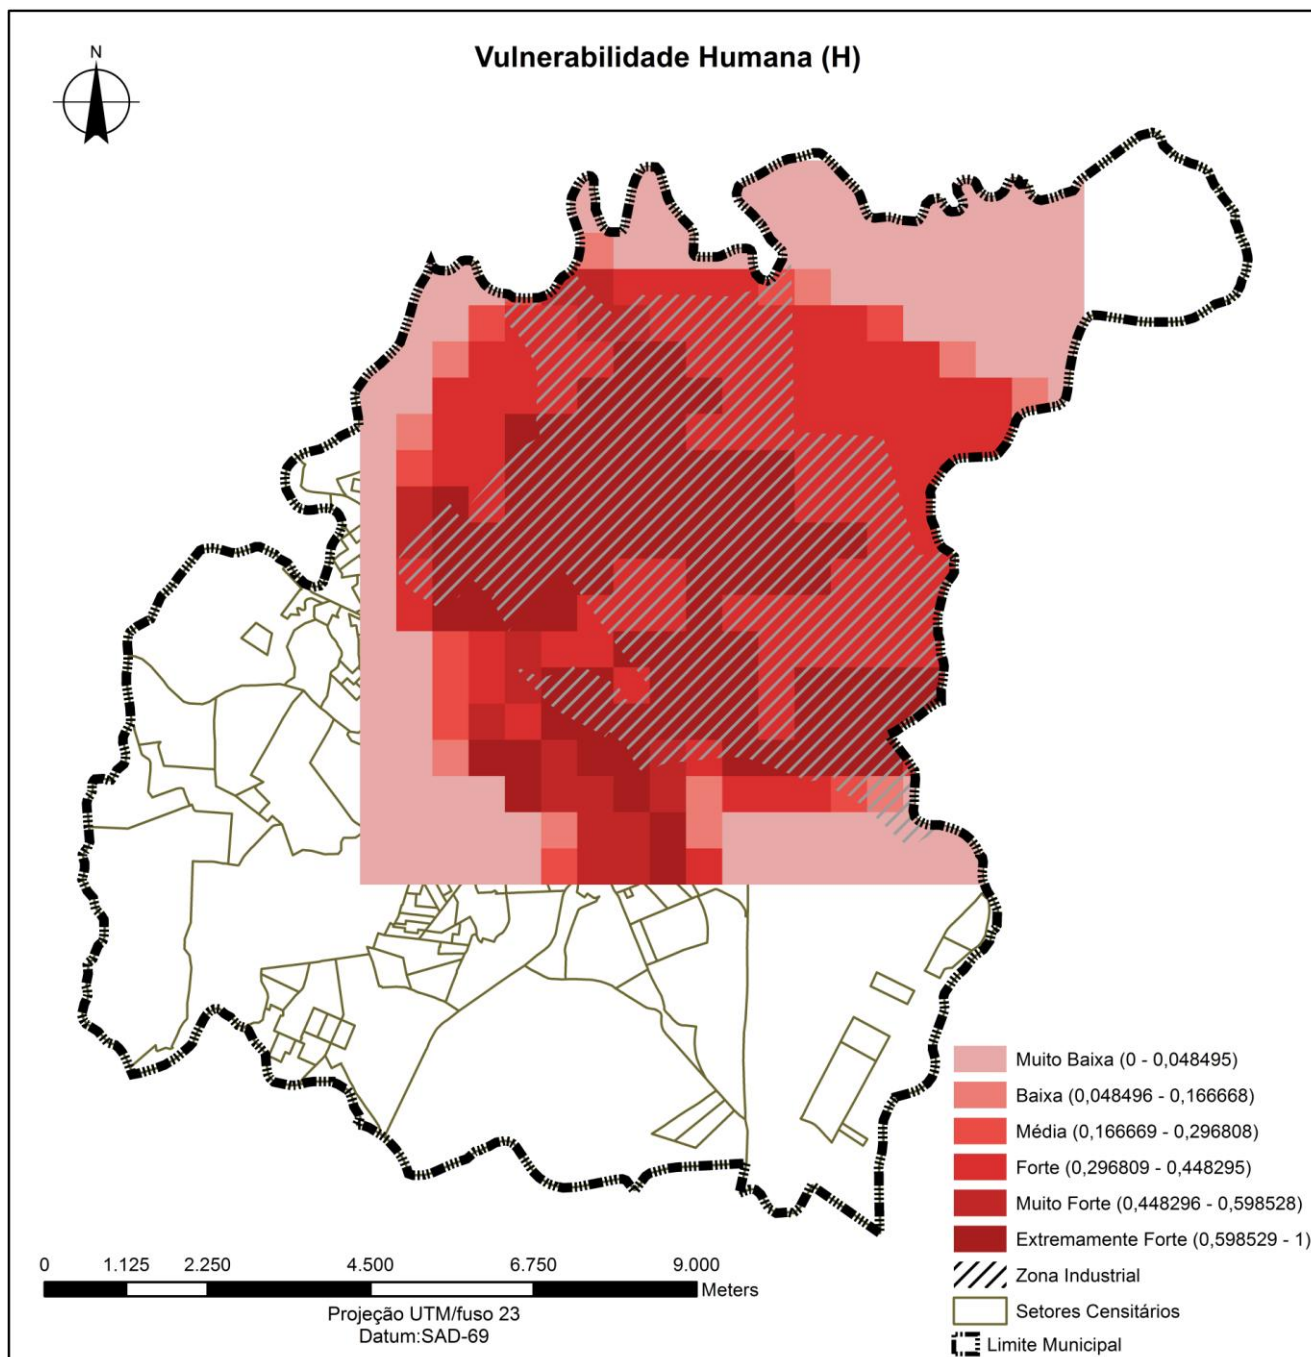 Vulnerabilidade Humana (H)
N
Muito Baixa (0 - 0,048495)
Baixa (0,048496 - 0,166668)
Média (0,166669 - 0,296808)
Forte (0,296809 - 0,448295)
Muito Forte (0,448296 - 0,598528)
Extremamente Forte (0,598529 - 1)
Zona Industrial
Setores Censitários
Limite Municipal
0 1.125 2.250 4.500 6.750 9.000
Meters
Projeção UTM/fuso 23
Datum:SAD-69